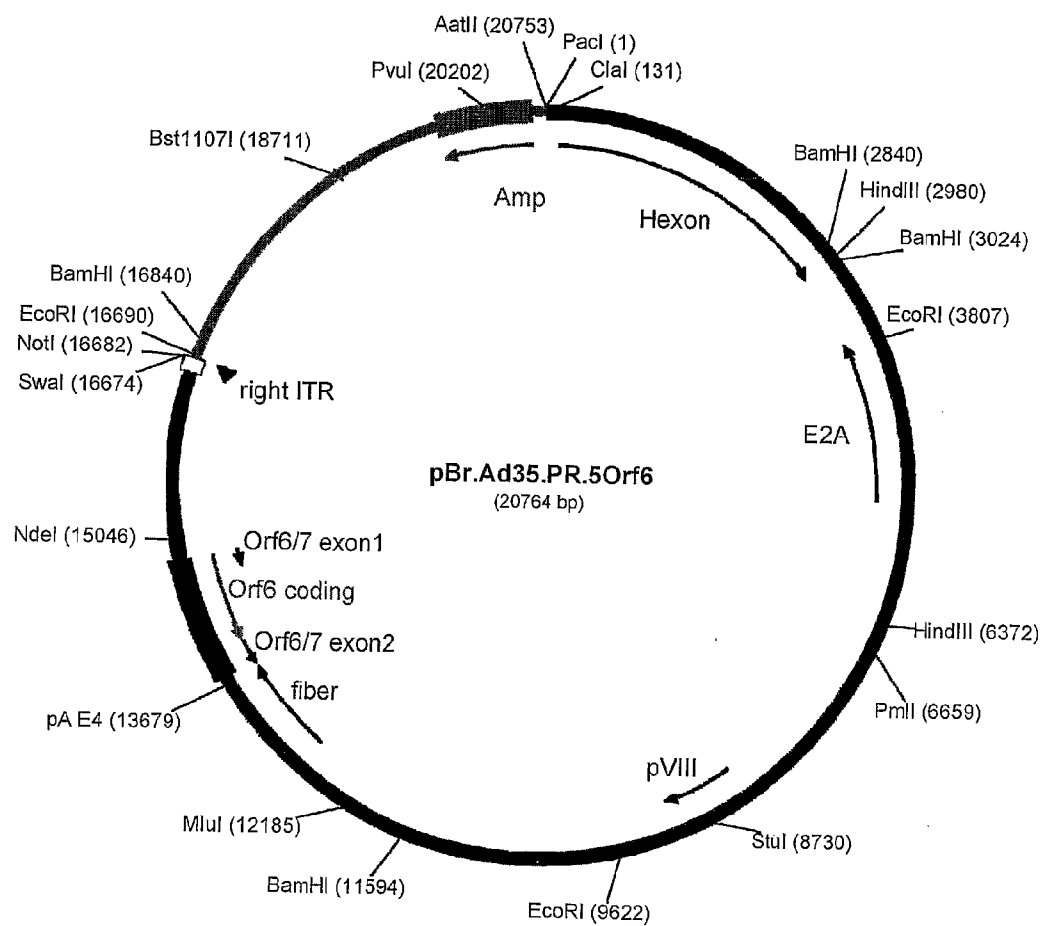 AatII (20753)
PacI (1)
ClaI (131)
PvuI (20202)
Bst1107I (18711)
BamHI (2840)
HindIII (2980)
BamHI (3024)
Amp
Hexon
BamHI (16840)
EcoRI (16690)
NotI (16682)
SwaI (16674)
EcoRI (3807)
right ITR
E2A
pBr.Ad35.PR.5Orf6
(20764 bp)
NdeI (15046)
Orf6/7 exon1
Orf6 coding
Orf6/7 exon2
fiber
HindIII (6372)
PmlI (6659)
pA E4 (13679)
pVIII
MluI (12185)
StuI (8730)
BamHI (11594)
EcoRI (9622)